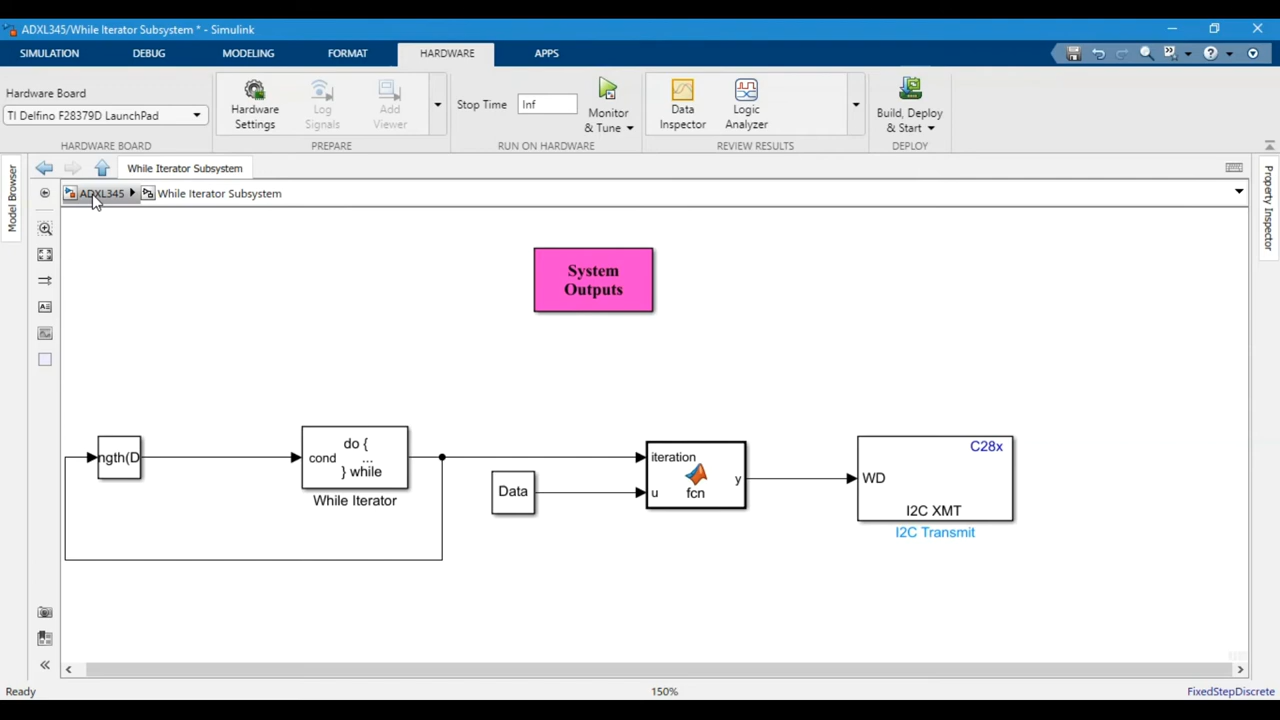 ADXL345/While Iterator Subsystem * - Simulink
SIMULATION
DEBUG
MODELING
FORMAT
HARDWARE
APPS
Hardware Board
TI Delfino F28379D LaunchPad
HARDWARE BOARD
Hardware
Settings
Log
Signals
Add
Viewer
PREPARE
Stop Time
Inf
Monitor
& Tune
RUN ON HARDWARE
Data
Inspector
Logic
Analyzer
REVIEW RESULTS
Build, Deploy
& Start
DEPLOY
Model Browser
While Iterator Subsystem
ADXL345
While Iterator Subsystem
Property Inspector
System
Outputs
ngth(D
cond
do {
...
} while
While Iterator
Data
iteration
u
fcn
y
C28x
WD
I2C XMT
I2C Transmit
Ready
150%
FixedStepDiscrete